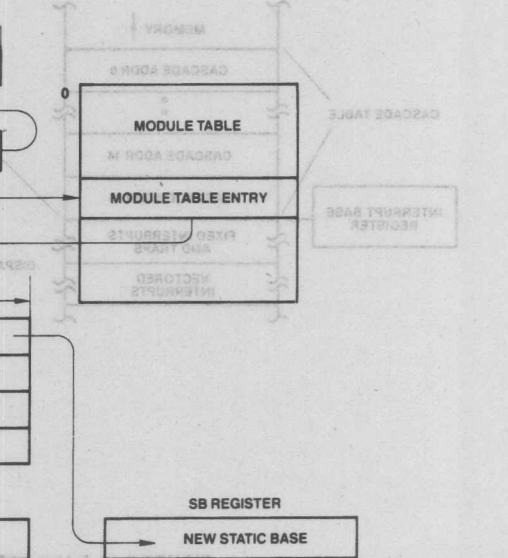 MEMORY
CASCADE ADDR 0
0
MODULE TABLE
CASCADE TABLE
CASCADE ADDR 14
MODULE TABLE ENTRY
INTERRUPT BASE
REGISTER
FIXED INTERRUPTS
AND TRAPS
VECTORED
INTERRUPTS
SB REGISTER
NEW STATIC BASE